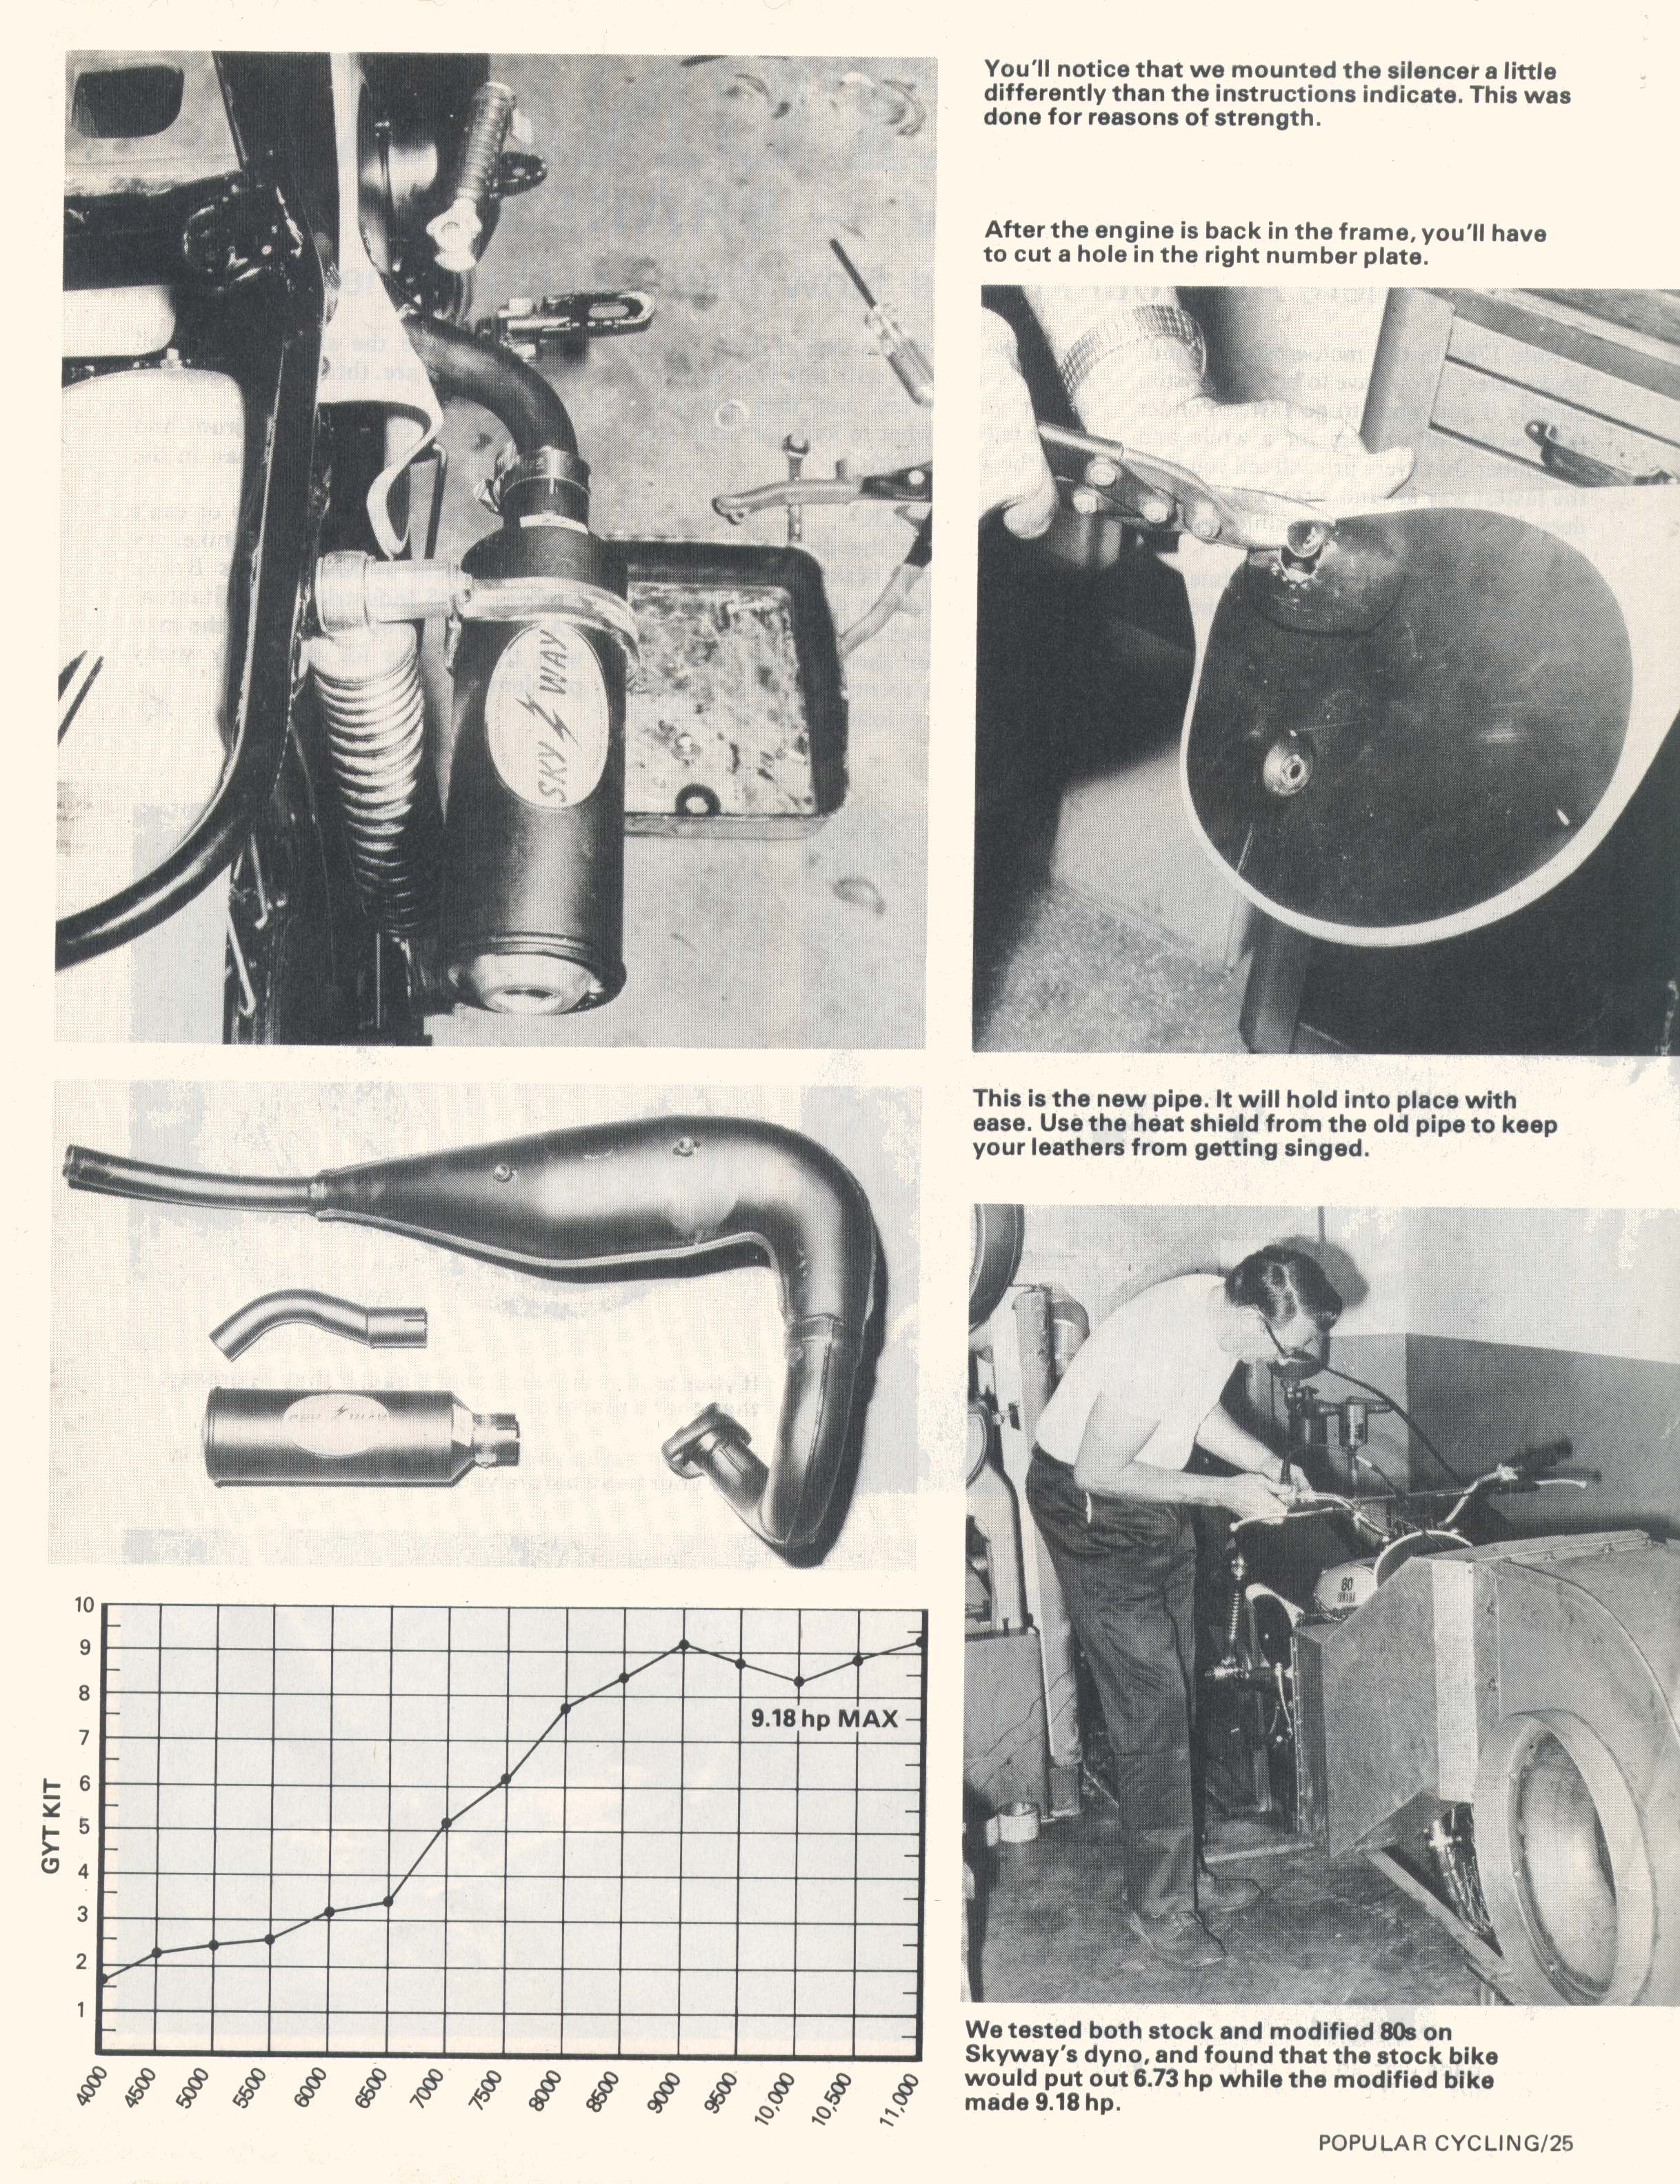 You'll notice that we mounted the silencer a little
differently than the instructions indicate. This was
done for reasons of strength.
After the engine is back in the frame, you'll have
to cut a hole in the right number plate.
SKY WAY
This is the new pipe. It will hold into place with
ease. Use the heat shield from the old pipe to keep
your leathers from getting singed.
SKY WAY
80
10
9
8
7
6
5
4
3
2
1
GYT KIT
9.18 hp MAX
4000
4500
5000
5500
6000
6500
7000
7500
8000
8500
9000
9500
10,000
10,500
11,000
We tested both stock and modified 80s on
Skyway's dyno, and found that the stock bike
would put out 6.73 hp while the modified bike
made 9.18 hp.
POPULAR CYCLING/25